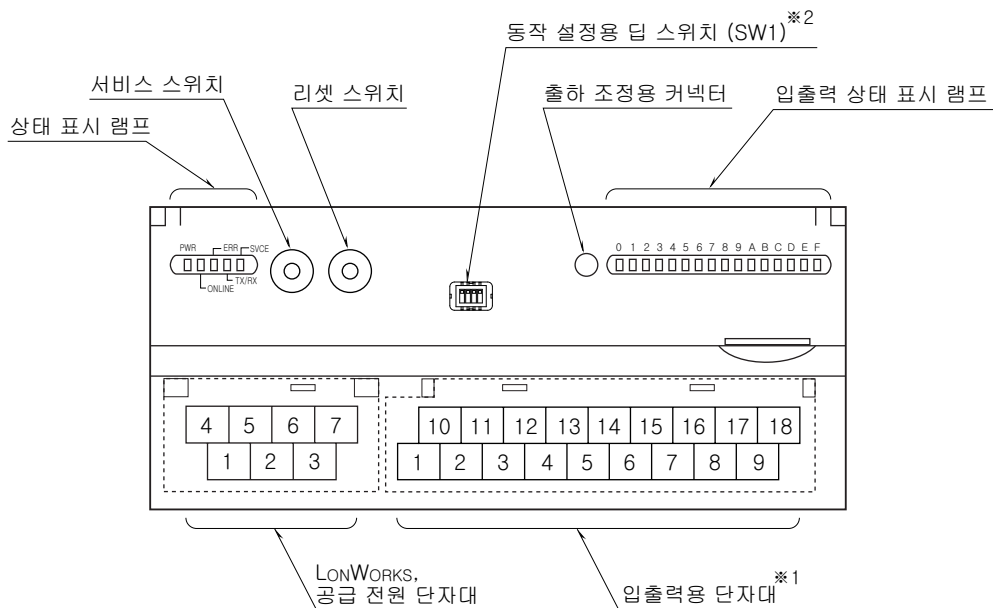 동작 설정용 딥 스위치 (SW1)※2
서비스 스위치
리셋 스위치
출하 조정용 커넥터
입출력 상태 표시 램프
상태 표시 램프
PWR ERR SVCE
ONLINE TX/RX
0 1 2 3 4 5 6 7 8 9 A B C D E F
4 5 6 7
1 2 3
10 11 12 13 14 15 16 17 18
1 2 3 4 5 6 7 8 9
LONWORKS,
공급 전원 단자대
입출력용 단자대※1